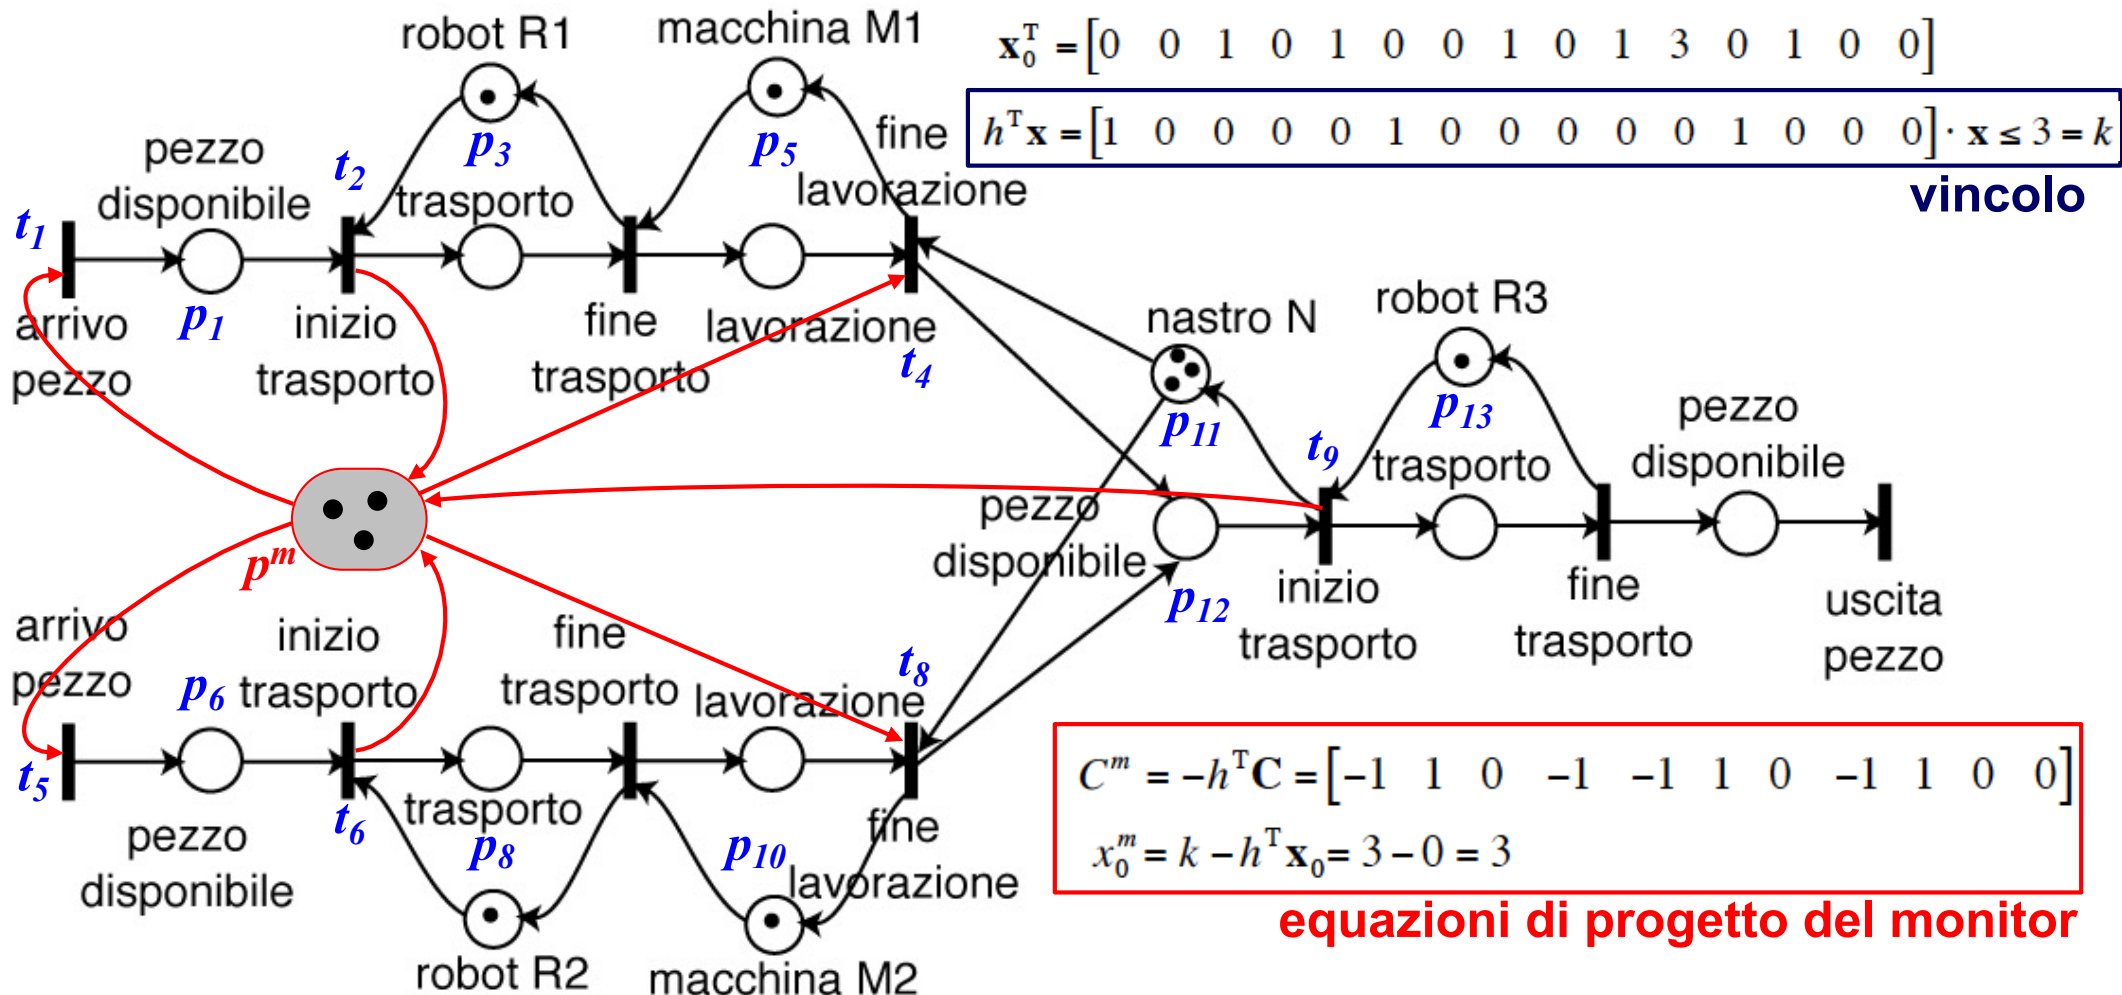 robot R1
macchina M1
x₀ᵀ = [0 0 1 0 1 0 0 1 0 1 3 0 1 0 0]
hᵀx = [1 0 0 0 0 1 0 0 0 0 0 1 0 0 0] · x ≤ 3 = k
vincolo
pezzo
disponibile
t₂
p₃
trasporto
p₅
fine
lavorazione
t₁
arrivo
pezzo
p₁
inizio
trasporto
fine
trasporto
lavorazione
t₄
nastro N
p₁₁
robot R3
p₁₃
t₉
trasporto
pezzo
disponibile
pᵐ
pezzo
disponibile
p₁₂
inizio
trasporto
fine
trasporto
uscita
pezzo
arrivo
pezzo
p₆
inizio
trasporto
fine
trasporto
lavorazione
t₈
t₅
pezzo
disponibile
t₆
trasporto
p₈
p₁₀
fine
lavorazione
robot R2
macchina M2
Cᵐ = −hᵀC = [−1 1 0 −1 −1 1 0 −1 1 0 0]
x₀ᵐ = k − hᵀx₀ = 3 − 0 = 3
equazioni di progetto del monitor